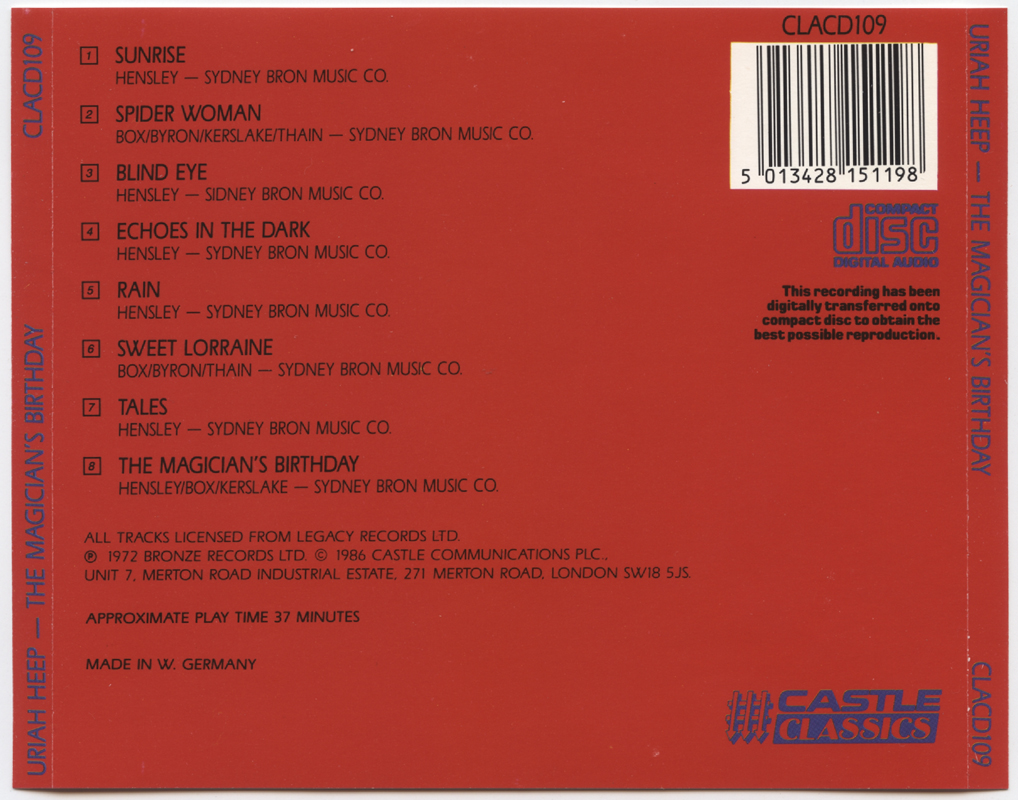 CLACD109
URIAH HEEP — THE MAGICIAN'S BIRTHDAY
1 SUNRISE
HENSLEY — SYDNEY BRON MUSIC CO.
2 SPIDER WOMAN
BOX/BYRON/KERSLAKE/THAIN — SYDNEY BRON MUSIC CO.
3 BLIND EYE
HENSLEY — SIDNEY BRON MUSIC CO.
4 ECHOES IN THE DARK
HENSLEY — SYDNEY BRON MUSIC CO.
5 RAIN
HENSLEY — SYDNEY BRON MUSIC CO.
6 SWEET LORRAINE
BOX/BYRON/THAIN — SYDNEY BRON MUSIC CO.
7 TALES
HENSLEY — SYDNEY BRON MUSIC CO.
8 THE MAGICIAN'S BIRTHDAY
HENSLEY/BOX/KERSLAKE — SYDNEY BRON MUSIC CO.
ALL TRACKS LICENSED FROM LEGACY RECORDS LTD.
℗ 1972 BRONZE RECORDS LTD. © 1986 CASTLE COMMUNICATIONS PLC.,
UNIT 7, MERTON ROAD INDUSTRIAL ESTATE, 271 MERTON ROAD, LONDON SW18 5JS.
APPROXIMATE PLAY TIME 37 MINUTES
MADE IN W. GERMANY
CLACD109
5 013428 151198
COMPACT
disc
DIGITAL AUDIO
This recording has been
digitally transferred onto
compact disc to obtain the
best possible reproduction.
CASTLE
CLASSICS
URIAH HEEP — THE MAGICIAN'S BIRTHDAY
CLACD109